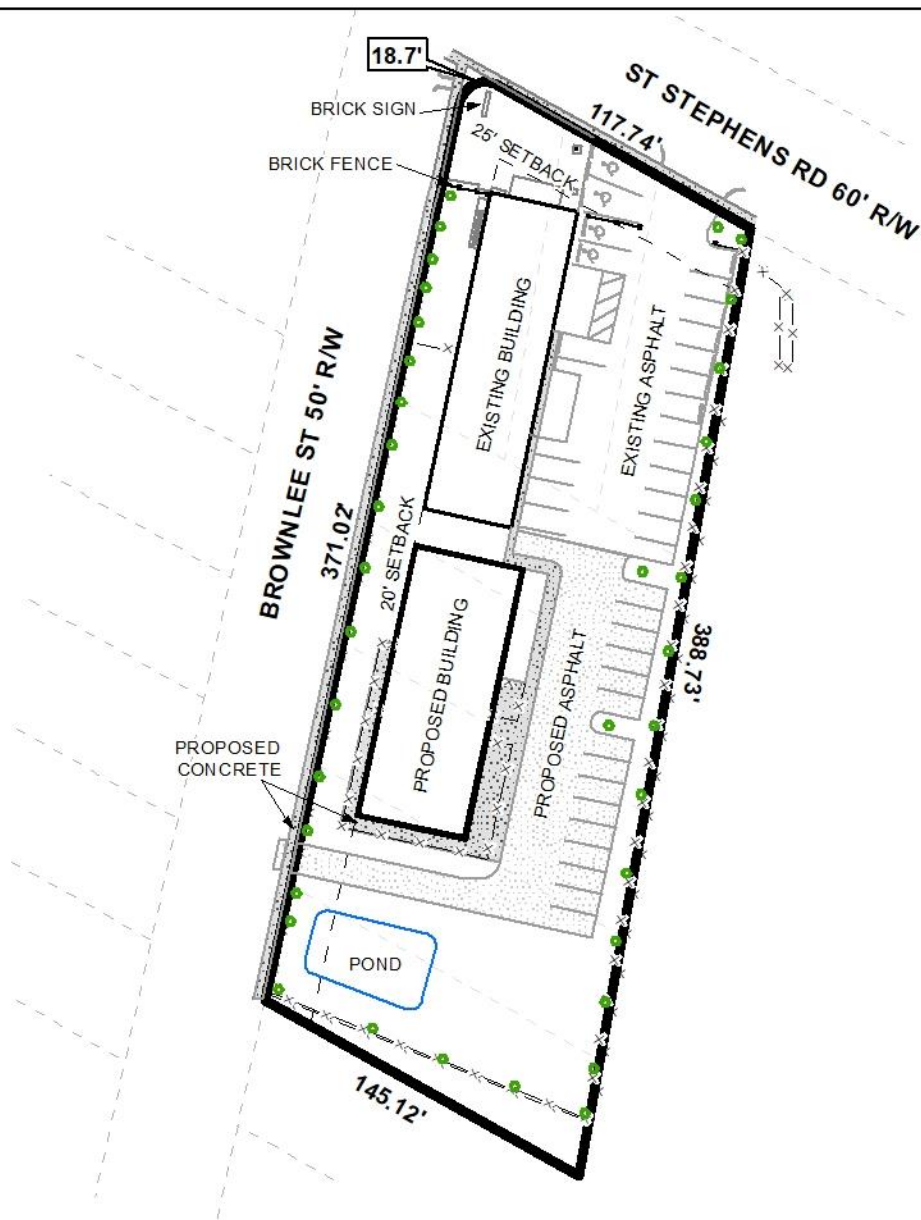 18.7'
ST STEPHENS RD 60' R/W
117.74'
BRICK SIGN
25' SETBACK
BRICK FENCE
EXISTING BUILDING
EXISTING ASPHALT
BROWNLEE ST 50' R/W
371.02'
20' SETBACK
PROPOSED BUILDING
PROPOSED ASPHALT
388.73'
PROPOSED
CONCRETE
POND
145.12'